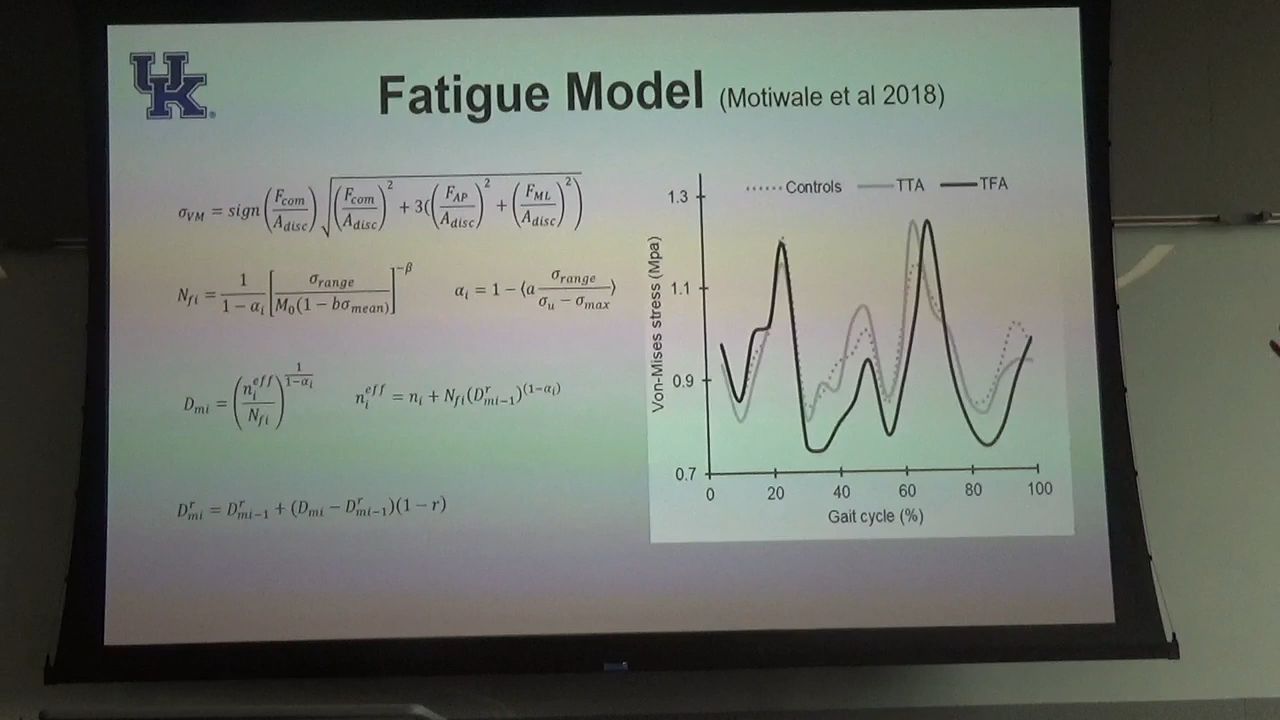 UK
Fatigue Model (Motiwale et al 2018)
σ_VM = sign(F_com/A_disc)√((F_com/A_disc)² + 3((F_AP/A_disc)² + (F_ML/A_disc)²)
N_fi = 1/(1 − α_i)[σ_range/(M_0(1 − bσ_mean)]^−β    α_i = 1 − ⟨a σ_range/(σ_u − σ_max)⟩
D_mi = (n_i^eff/N_fi)^(1/(1−α_i))    n_i^eff = n_i + N_fi(D^r_mi−1)^(1−α_i)
D^r_mi = D^r_mi−1 + (D_mi − D^r_mi−1)(1 − r)
Controls TTA TFA
Von-Mises stress (Mpa)
1.3
1.1
0.9
0.7
0 20 40 60 80 100
Gait cycle (%)